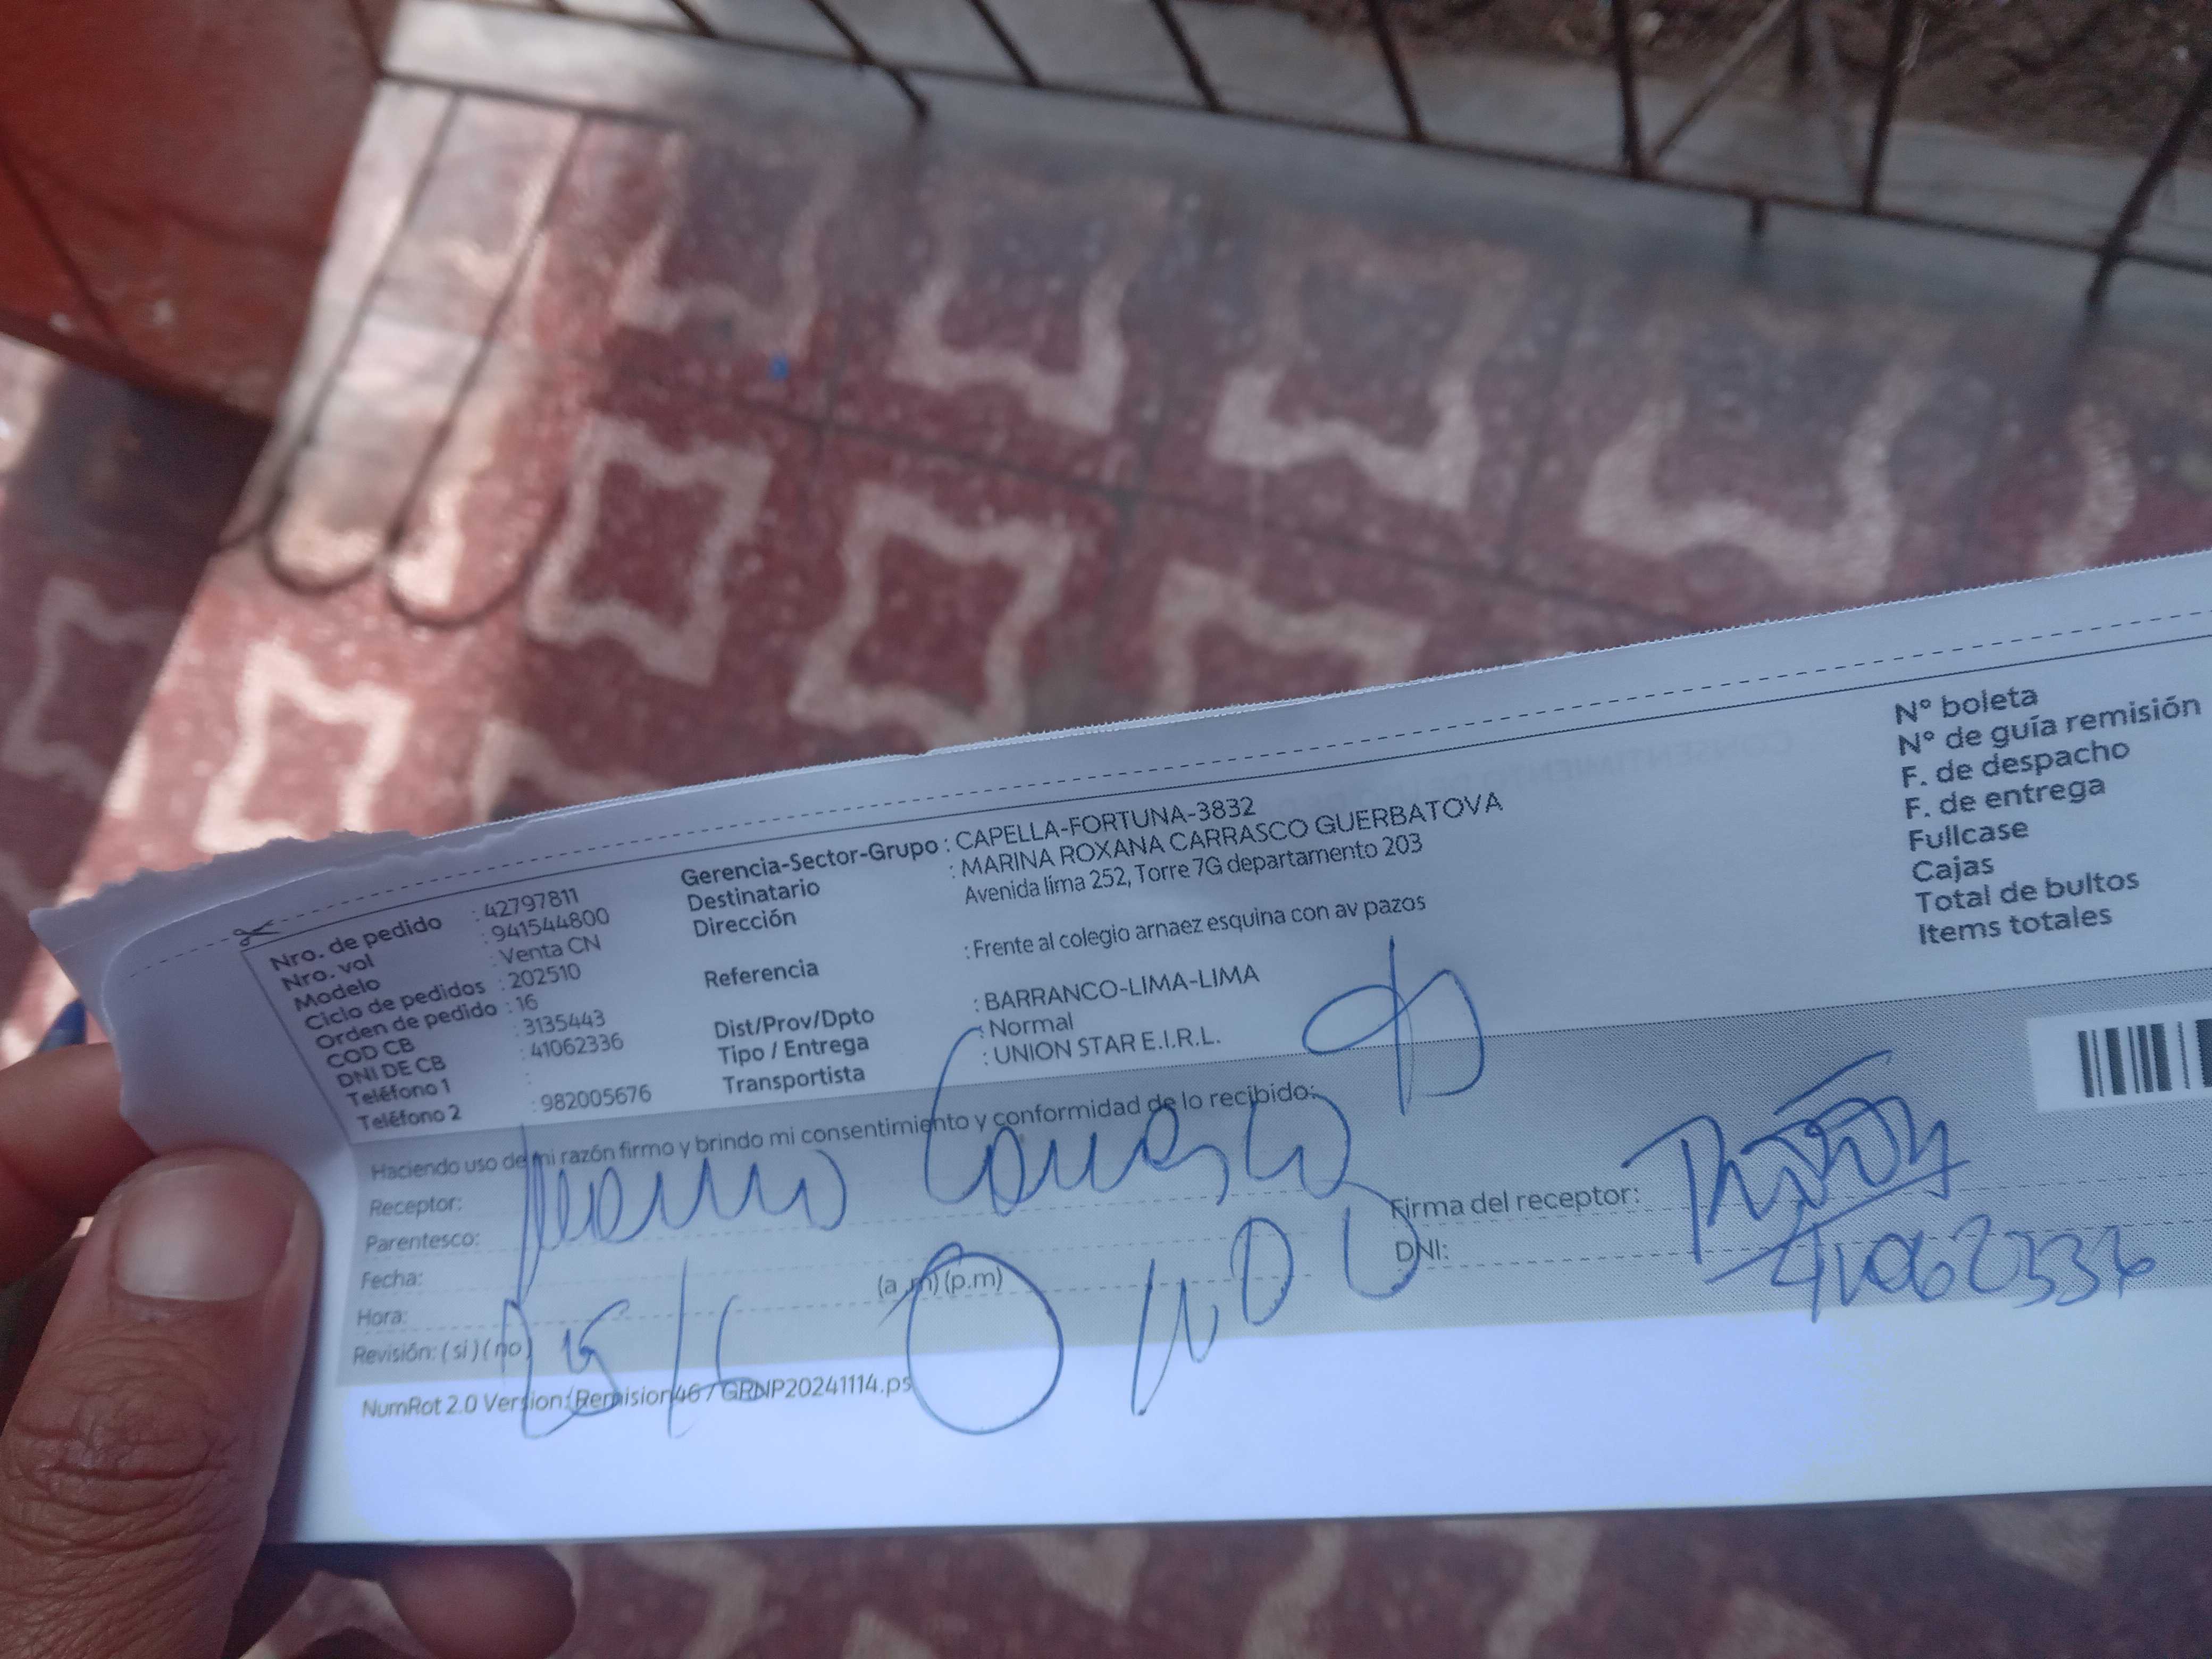 Nro. de pedido : 42797811
Nro. vol : 941544800
Modelo : Venta CN
Ciclo de pedidos : 202510
Orden de pedido : 16
COD CB : 3135443
DNI DE CB : 41062336
Teléfono 1 :
Teléfono 2 : 982005676
Gerencia-Sector-Grupo : CAPELLA-FORTUNA-3832
Destinatario : MARINA ROXANA CARRASCO GUERBATOVA
Dirección Avenida lima 252, Torre 7G departamento 203
Referencia : Frente al colegio arnaez esquina con av pazos
Dist/Prov/Dpto : BARRANCO-LIMA-LIMA
Tipo / Entrega : Normal
Transportista : UNION STAR E.I.R.L.
N° boleta
N° de guía remisión
F. de despacho
F. de entrega
Fullcase
Cajas
Total de bultos
Items totales
Haciendo uso de mi razón firmo y brindo mi consentimiento y conformidad de lo recibido:
Receptor:
Parentesco:
Fecha:
Hora: (a.m) (p.m)
Revisión: ( si ) ( no )
Firma del receptor:
DNI: 41062336
NumRot 2.0 Version: Remision46 / GRNP20241114.ps